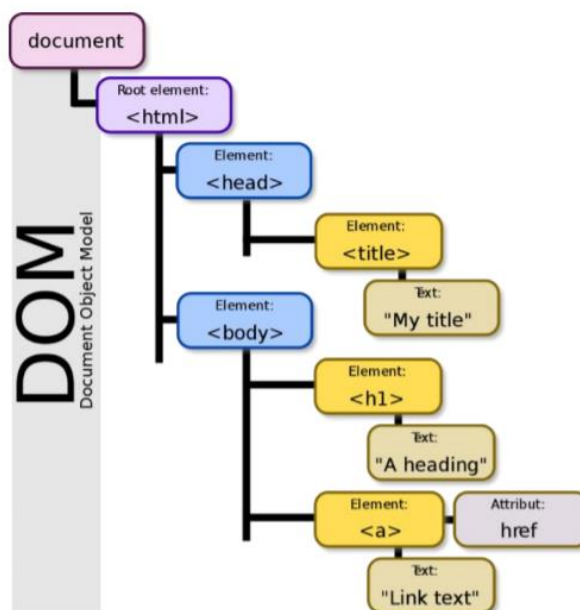 document
Root element:
<html>
Element:
<head>
Element:
<title>
Text:
"My title"
Element:
<body>
Element:
<h1>
Text:
"A heading"
Element:
<a>
Attribut:
href
Text:
"Link text"
DOM
Document Object Model